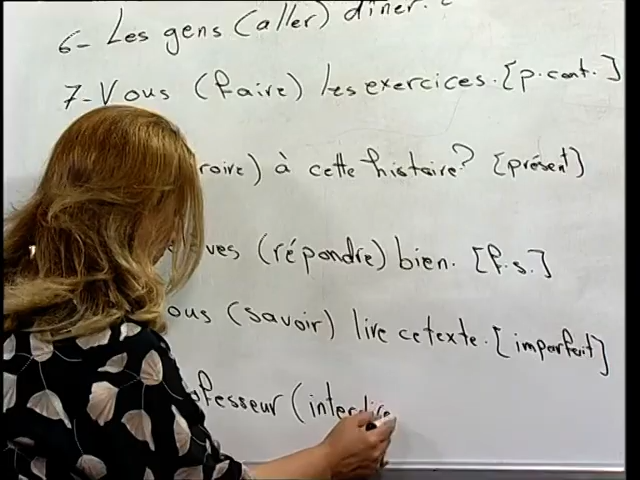 6- Les gens (aller) dîner.
7- Vous (faire) les exercices. [p. cont.]
roire) à cette histoire? [présent]
ves (répondre) bien. [f.s.]
ous (savoir) lire ce texte. [imparfait]
ofesseur (interdire